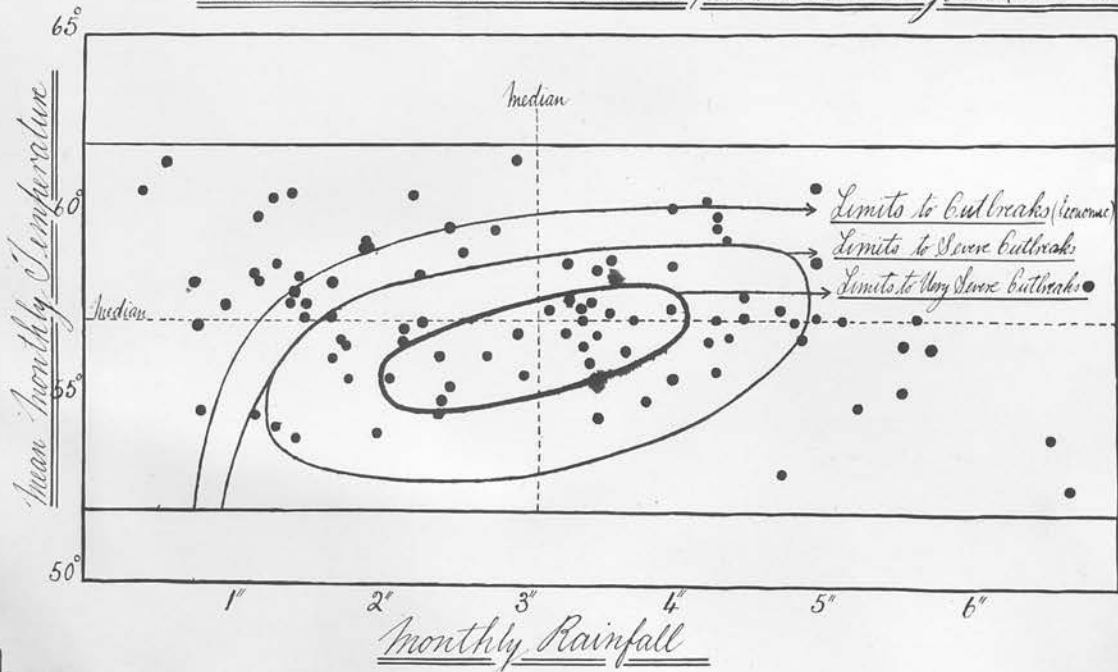 65°
Mean Monthly Temperature
median
60°
Limits to Outbreaks (Economic)
Limits to Severe Outbreaks
Limits to Very Severe Outbreaks
median
55°
50°
1" 2" 3" 4" 5" 6"
Monthly Rainfall